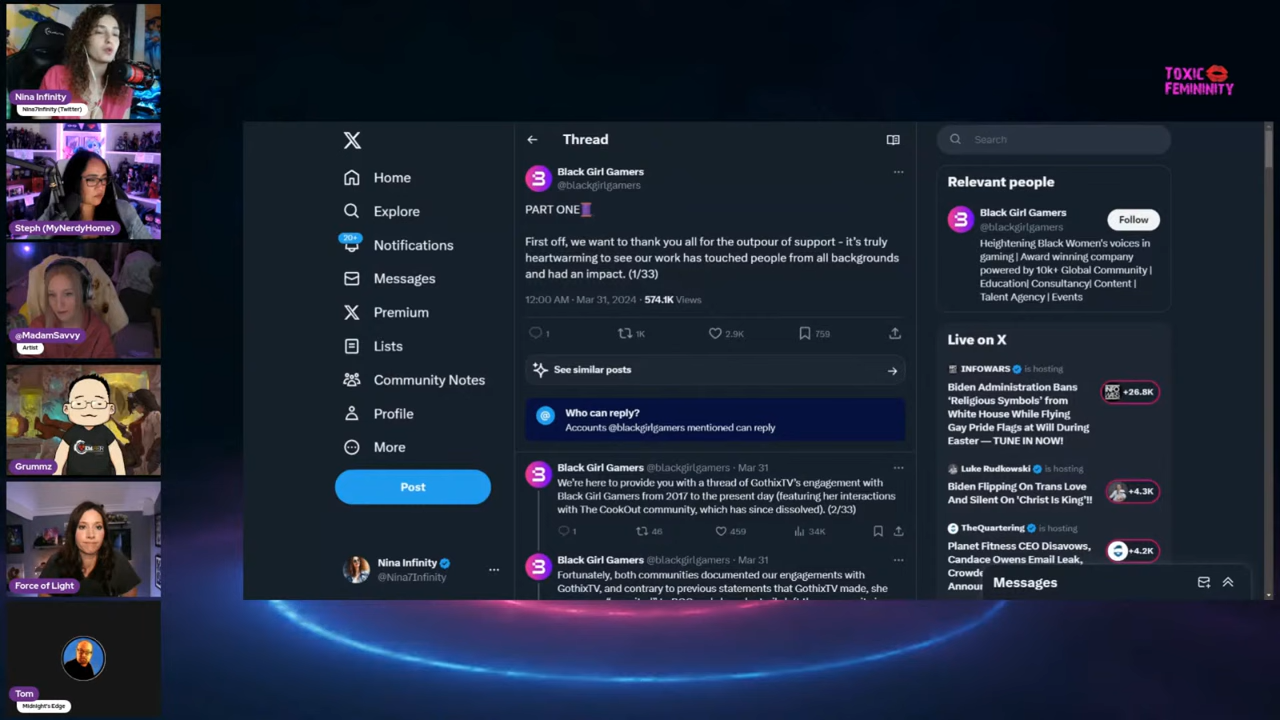 Nina Infinity
Nina7Infinity (Twitter)
Steph (MyNerdyHome)
@MadamSavvy
Artist
Grummz
Force of Light
Tom
Midnight's Edge
TOXIC
FEMININITY
Home
Explore
20+
Notifications
Messages
Premium
Lists
Community Notes
Profile
More
Post
Nina Infinity
@Nina7Infinity
Thread
Black Girl Gamers
@blackgirlgamers
PART ONE🧵
First off, we want to thank you all for the outpour of support - it's truly
heartwarming to see our work has touched people from all backgrounds
and had an impact. (1/33)
12:00 AM · Mar 31, 2024 · 574.1K Views
1 1K 2.9K 759
See similar posts
Who can reply?
Accounts @blackgirlgamers mentioned can reply
Black Girl Gamers @blackgirlgamers · Mar 31
We're here to provide you with a thread of GothixTV's engagement with
Black Girl Gamers from 2017 to the present day (featuring her interactions
with The CookOut community, which has since dissolved). (2/33)
1 46 459 34K
Black Girl Gamers @blackgirlgamers · Mar 31
Fortunately, both communities documented our engagements with
GothixTV, and contrary to previous statements that GothixTV made, she
Search
Relevant people
Black Girl Gamers
@blackgirlgamers
Follow
Heightening Black Women's voices in
gaming | Award winning company
powered by 10k+ Global Community |
Education| Consultancy| Content |
Talent Agency | Events
Live on X
INFOWARS is hosting
Biden Administration Bans
'Religious Symbols' from
White House While Flying
Gay Pride Flags at Will During
Easter — TUNE IN NOW!
+26.8K
Luke Rudkowski is hosting
Biden Flipping On Trans Love
And Silent On 'Christ Is King'!!
+4.3K
TheQuartering is hosting
Planet Fitness CEO Disavows,
Candace Owens Email Leak,
+4.2K
Messages